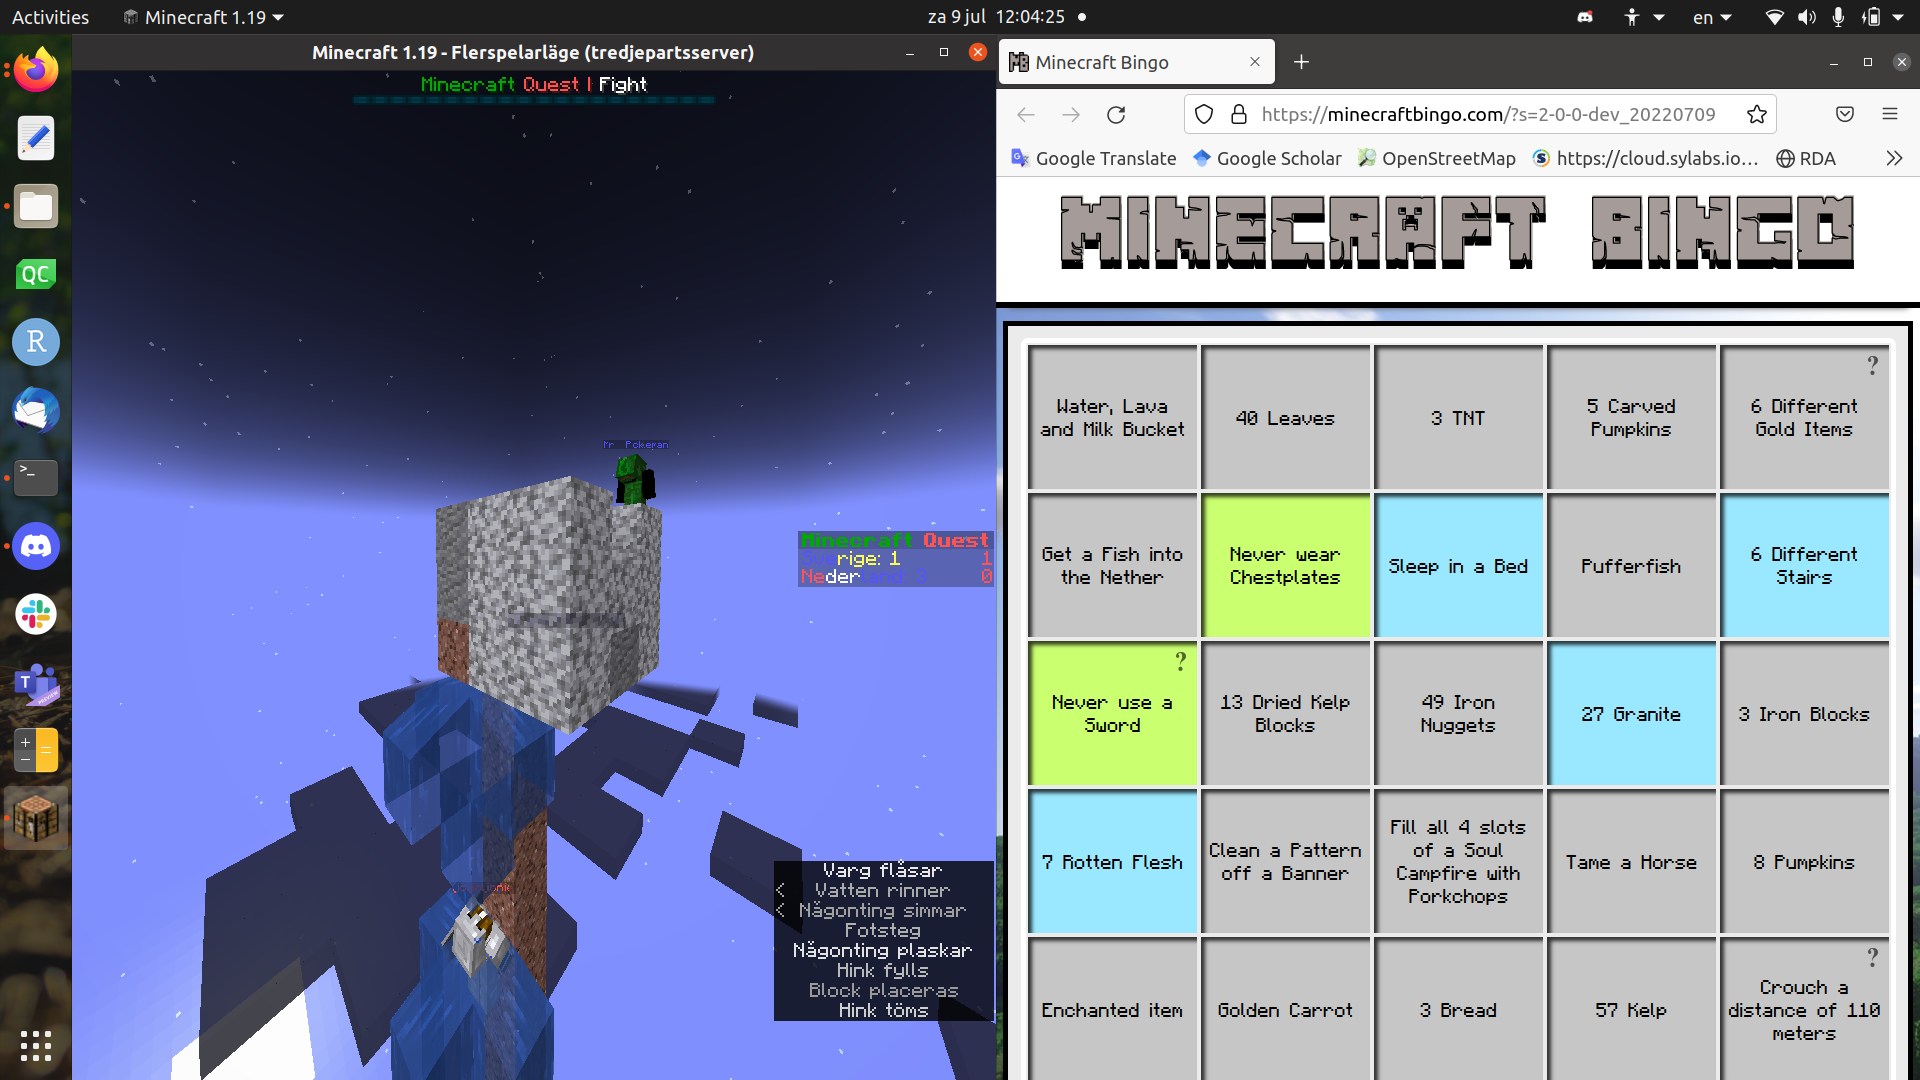 Activities
Minecraft 1.19
za 9 jul 12:04:25
en
Minecraft 1.19 - Flerspelarläge (tredjepartsserver)
Minecraft Quest | Fight
Mr_Pokeman
Minecraft Quest
rige: 1 1
Neder 0
Varg flåsar
< Vatten rinner
< Någonting simmar
Fotsteg
Någonting plaskar
Hink fylls
Block placeras
Hink töms
QC
R
T
Minecraft Bingo
https://minecraftbingo.com/?s=2-0-0-dev_20220709
Google Translate
Google Scholar
OpenStreetMap
https://cloud.sylabs.io…
RDA
MINECRAFT BINGO
Water, Lava
and Milk Bucket
40 Leaves
3 TNT
5 Carved
Pumpkins
?
6 Different
Gold Items
Get a Fish into
the Nether
Never wear
Chestplates
Sleep in a Bed
Pufferfish
6 Different
Stairs
?
Never use a
Sword
13 Dried Kelp
Blocks
49 Iron
Nuggets
27 Granite
3 Iron Blocks
7 Rotten Flesh
Clean a Pattern
off a Banner
Fill all 4 slots
of a Soul
Campfire with
Porkchops
Tame a Horse
8 Pumpkins
Enchanted item
Golden Carrot
3 Bread
57 Kelp
?
Crouch a
distance of 110
meters